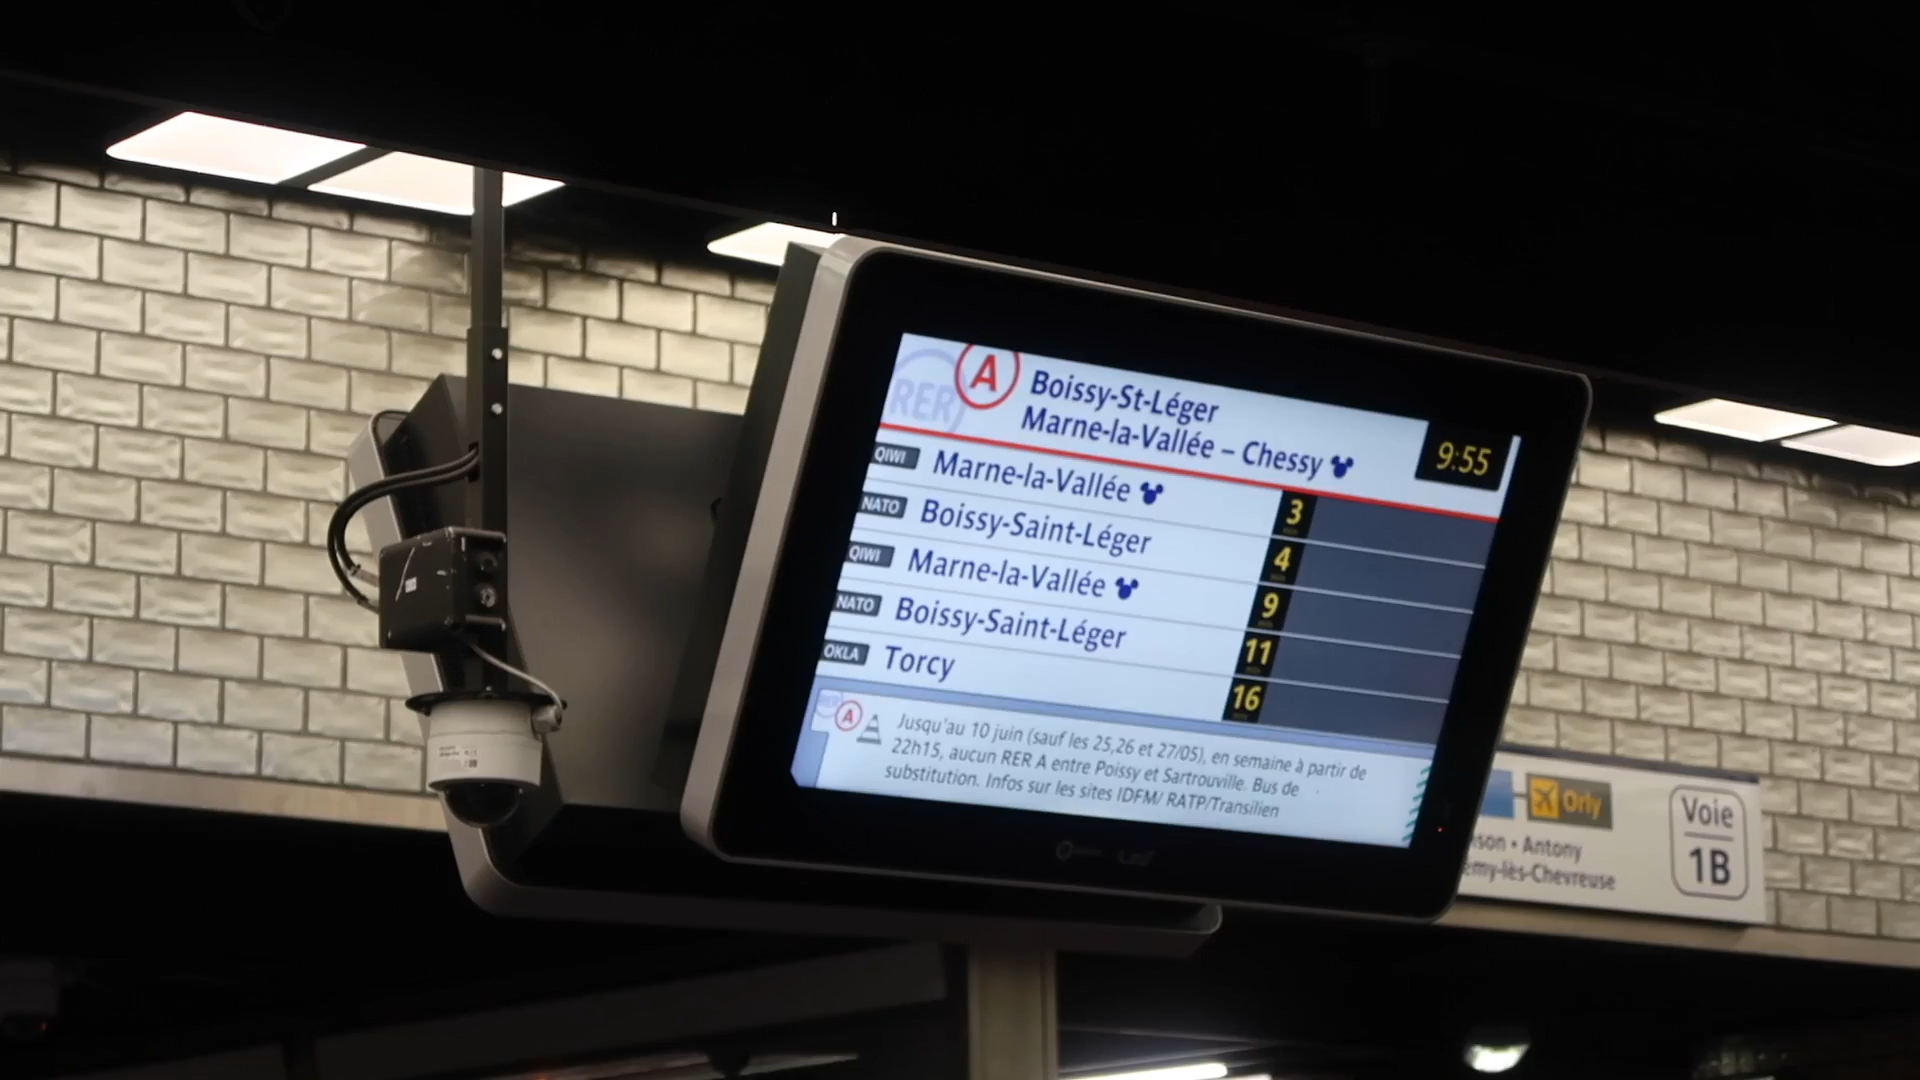 RER A Boissy-St-Léger
Marne-la-Vallée – Chessy
9:55
QIWI Marne-la-Vallée 3
NATO Boissy-Saint-Léger 4
QIWI Marne-la-Vallée 9
NATO Boissy-Saint-Léger 11
OKLA Torcy 16
RER A Jusqu'au 10 juin (sauf les 25,26 et 27/05), en semaine à partir de
22h15, aucun RER A entre Poissy et Sartrouville. Bus de
substitution. Infos sur les sites IDFM/ RATP/Transilien
Orly
Antony
-lès-Chevreuse
Voie
1B